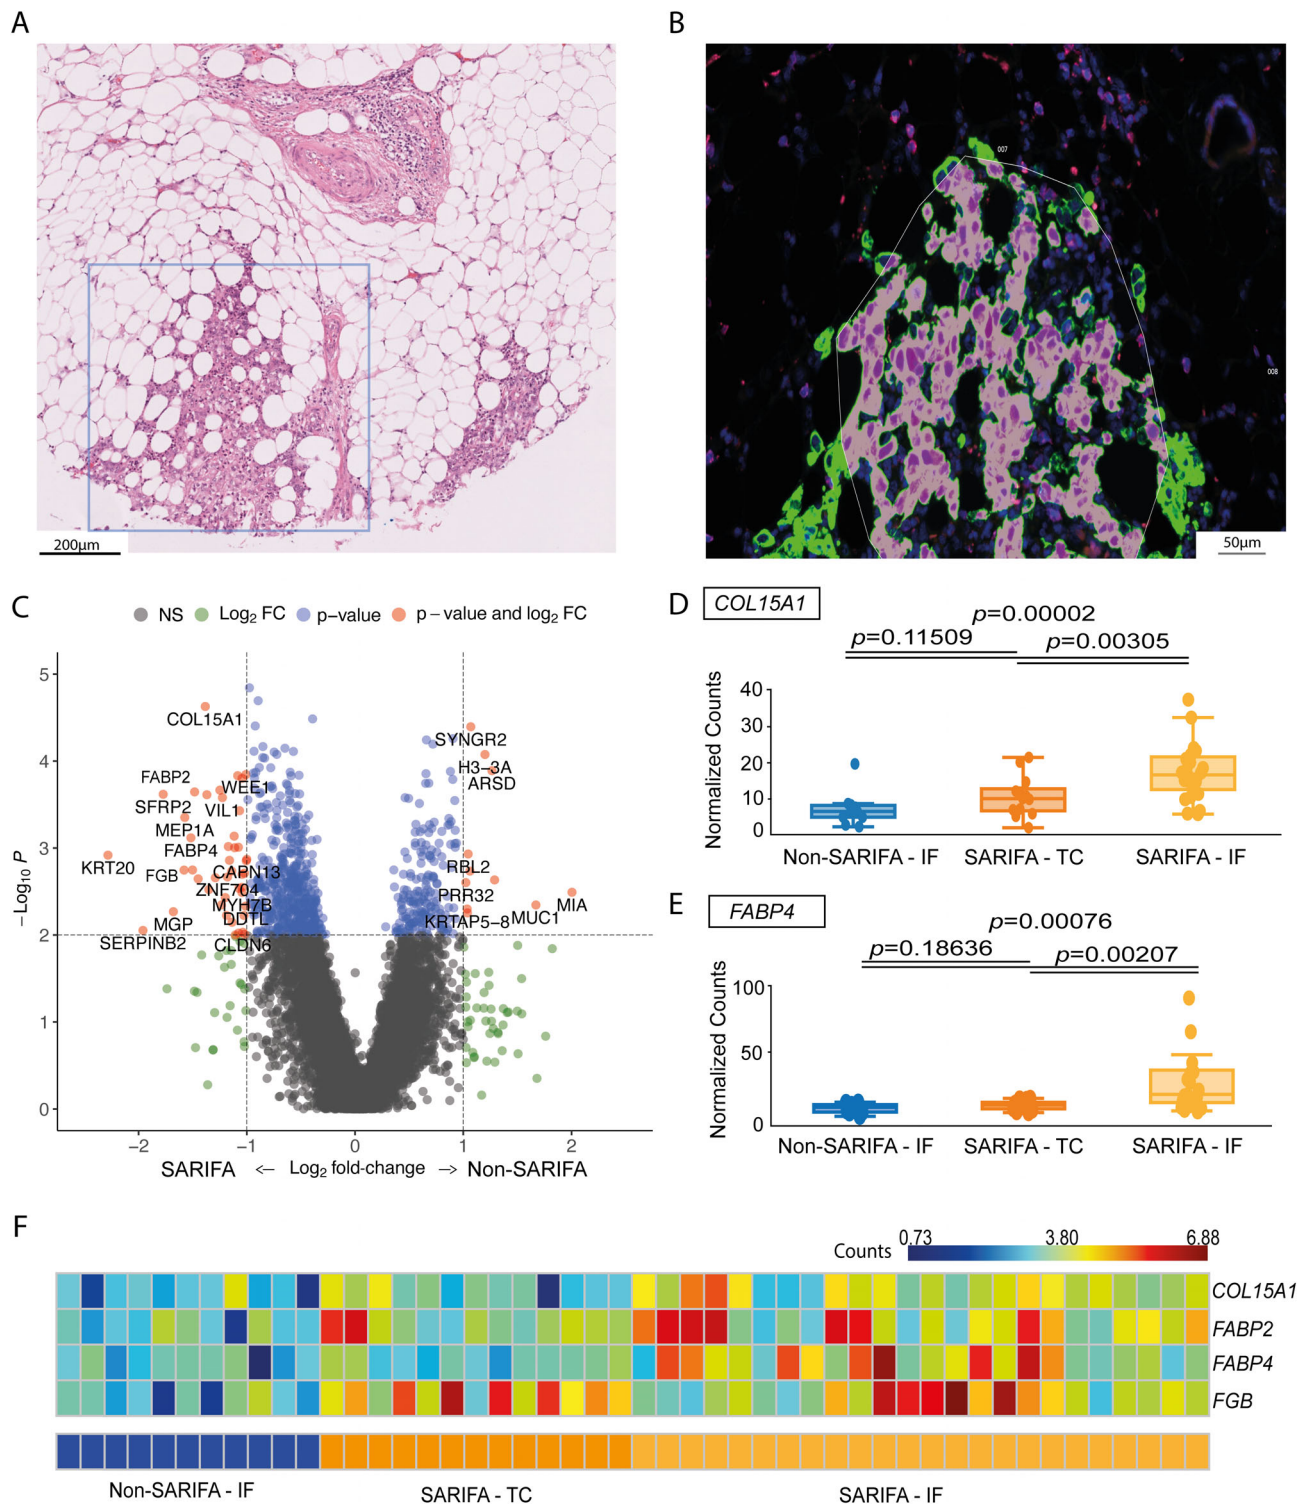 A
B
200µm
007
008
50µm
C
NS Log2 FC p−value p − value and log2 FC
−Log10 P
5
4
3
2
1
0
COL15A1
FABP2
WEE1
SFRP2
VIL1
MEP1A
FABP4
KRT20
FGB
CAPN13
ZNF704
MYH7B
MGP
DDTL
SERPINB2
CLDN6
SYNGR2
H3−3A
ARSD
RBL2
PRR32
MIA
KRTAP5−8
MUC1
−2 −1 0 1 2
SARIFA <-- Log2 fold-change --> Non-SARIFA
D
COL15A1
p=0.00002
p=0.11509
p=0.00305
Normalized Counts
40
30
20
10
0
Non-SARIFA - IF SARIFA - TC SARIFA - IF
E
FABP4
p=0.00076
p=0.18636
p=0.00207
Normalized Counts
100
50
0
Non-SARIFA - IF SARIFA - TC SARIFA - IF
F
0.73 3.80 6.88
Counts
COL15A1
FABP2
FABP4
FGB
Non-SARIFA - IF SARIFA - TC SARIFA - IF